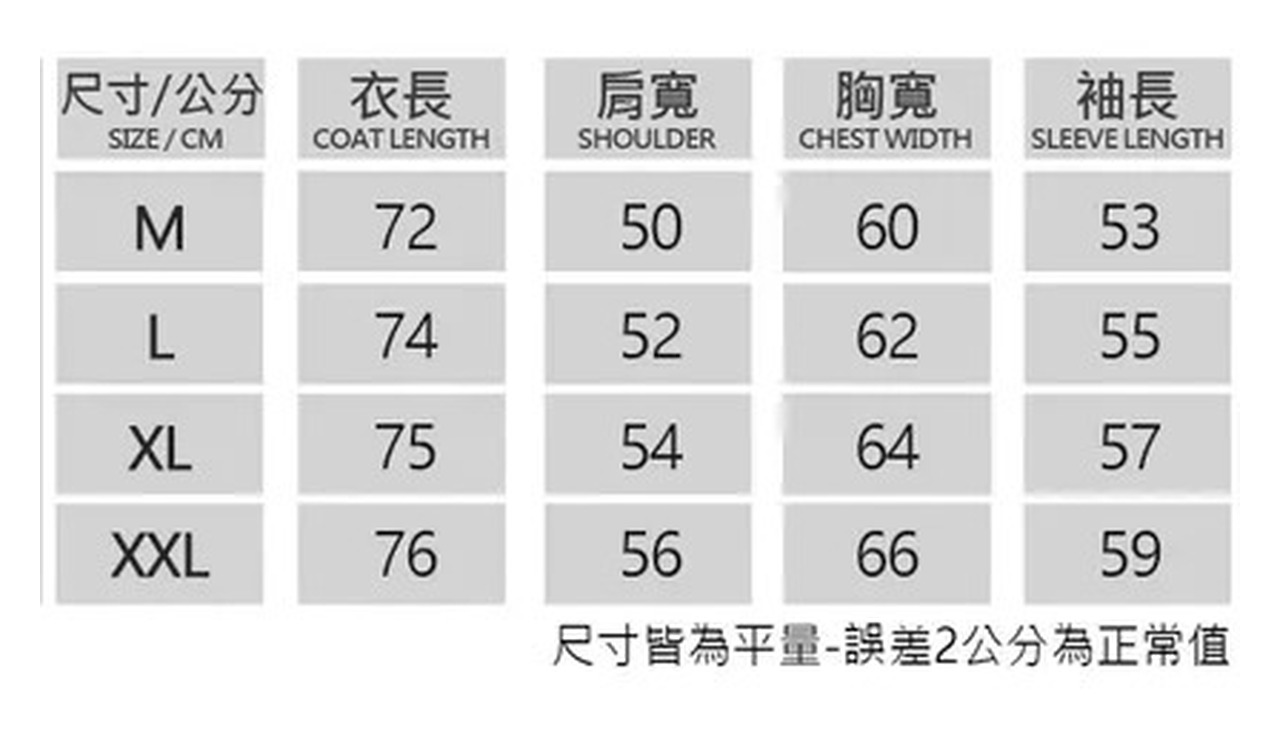 尺寸/公分 衣長 肩寬 胸寬 袖長
SIZE / CM COAT LENGTH SHOULDER CHEST WIDTH SLEEVE LENGTH
M 72 50 60 53
L 74 52 62 55
XL 75 54 64 57
XXL 76 56 66 59
尺寸皆為平量-誤差2公分為正常值